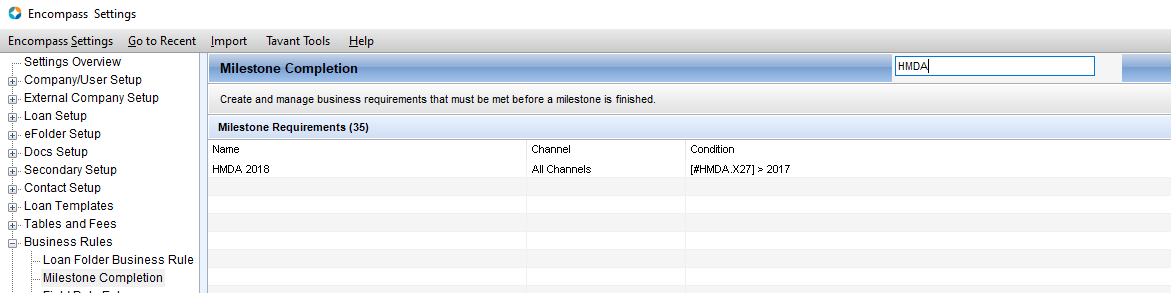 Encompass Settings
Encompass Settings Go to Recent Import Tavant Tools Help
Settings Overview
Company/User Setup
External Company Setup
Loan Setup
eFolder Setup
Docs Setup
Secondary Setup
Contact Setup
Loan Templates
Tables and Fees
Business Rules
Loan Folder Business Rule
Milestone Completion
Milestone Completion HMDA
Create and manage business requirements that must be met before a milestone is finished.
Milestone Requirements (35)
Name Channel Condition
HMDA 2018 All Channels [#HMDA.X27] > 2017